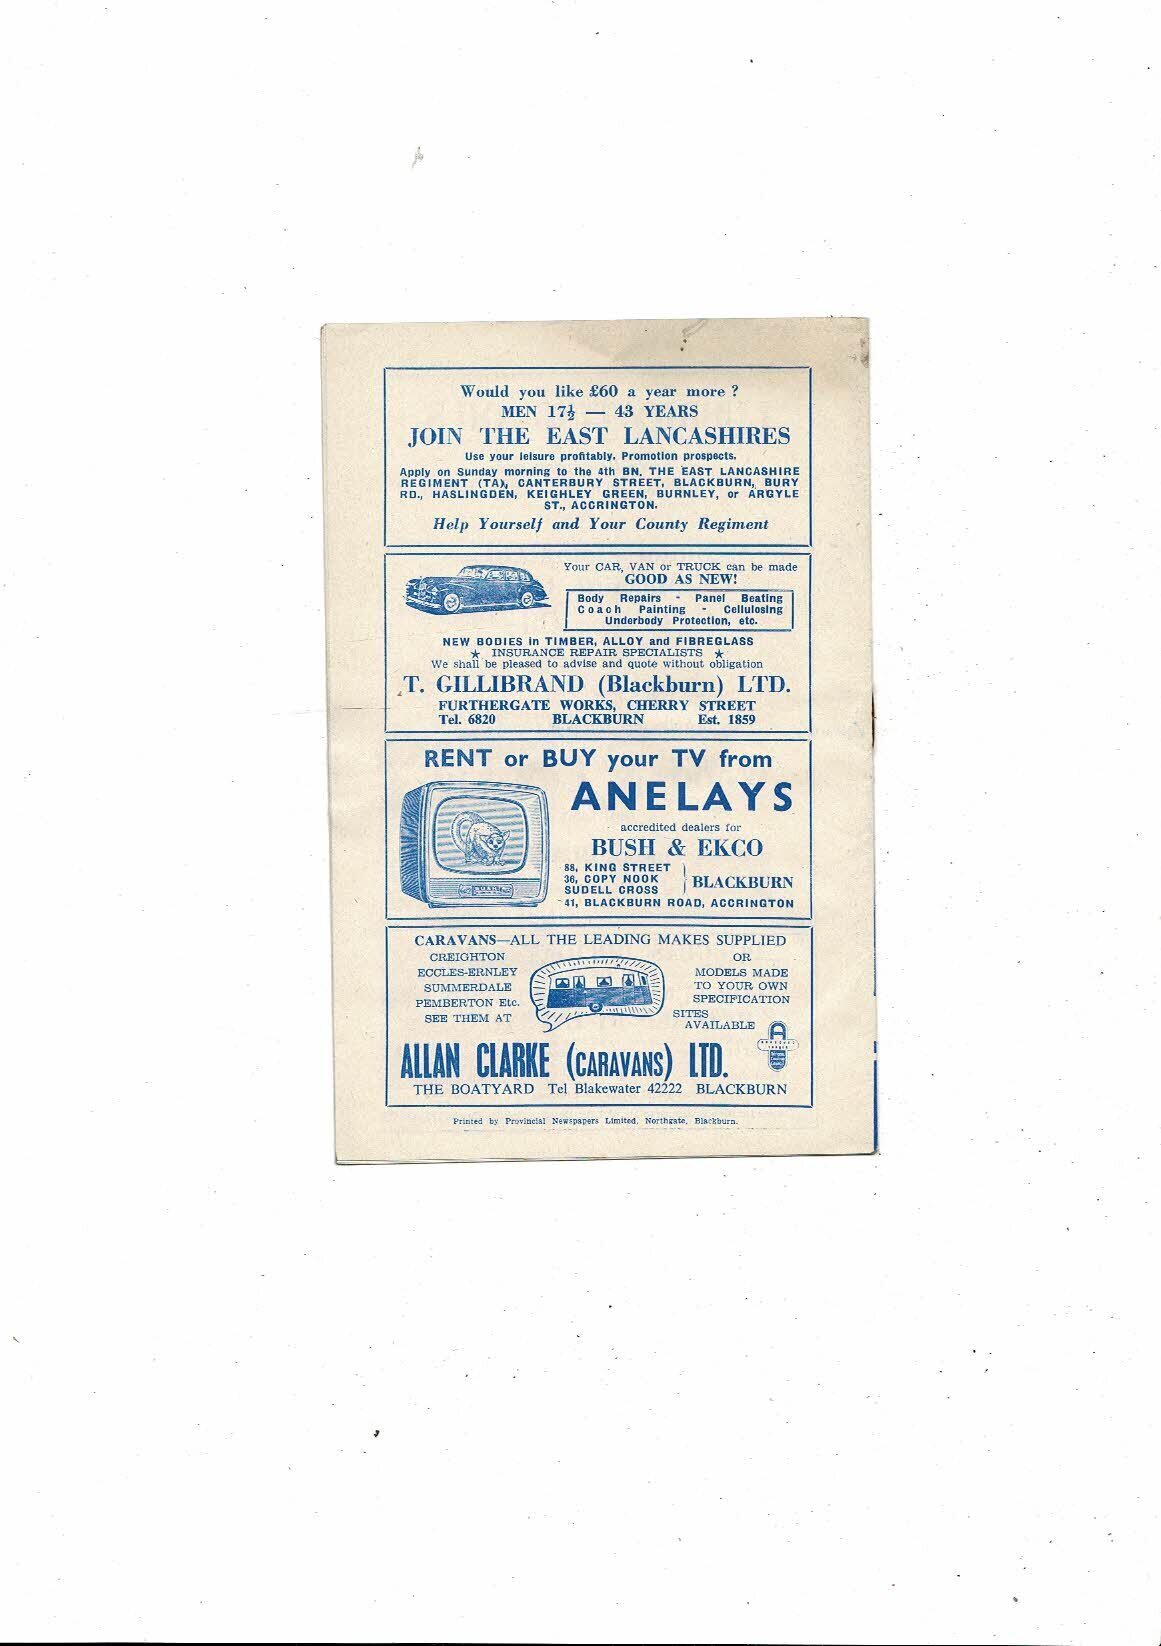 Would you like £60 a year more ?
MEN 17½ — 43 YEARS
JOIN THE EAST LANCASHIRES
Use your leisure profitably. Promotion prospects.
Apply on Sunday morning to the 4th BN. THE EAST LANCASHIRE
REGIMENT (TA), CANTERBURY STREET, BLACKBURN, BURY
RD., HASLINGDEN, KEIGHLEY GREEN, BURNLEY, or ARGYLE
ST., ACCRINGTON.
Help Yourself and Your County Regiment
Your CAR, VAN or TRUCK can be made
GOOD AS NEW!
Body Repairs - Panel Beating
Coach Painting - Cellulosing
Underbody Protection, etc.
NEW BODIES in TIMBER, ALLOY and FIBREGLASS
★ INSURANCE REPAIR SPECIALISTS ★
We shall be pleased to advise and quote without obligation
T. GILLIBRAND (Blackburn) LTD.
FURTHERGATE WORKS, CHERRY STREET
Tel. 6820 BLACKBURN Est. 1859
RENT or BUY your TV from
ANELAYS
accredited dealers for
BUSH & EKCO
88, KING STREET
36, COPY NOOK
SUDELL CROSS
BLACKBURN
41, BLACKBURN ROAD, ACCRINGTON
CARAVANS—ALL THE LEADING MAKES SUPPLIED
CREIGHTON
ECCLES-ERNLEY
SUMMERDALE
PEMBERTON Etc.
SEE THEM AT
OR
MODELS MADE
TO YOUR OWN
SPECIFICATION
SITES
AVAILABLE
A
ALLAN CLARKE (CARAVANS) LTD.
THE BOATYARD Tel Blakewater 42222 BLACKBURN
Printed by Provincial Newspapers Limited, Northgate, Blackburn.